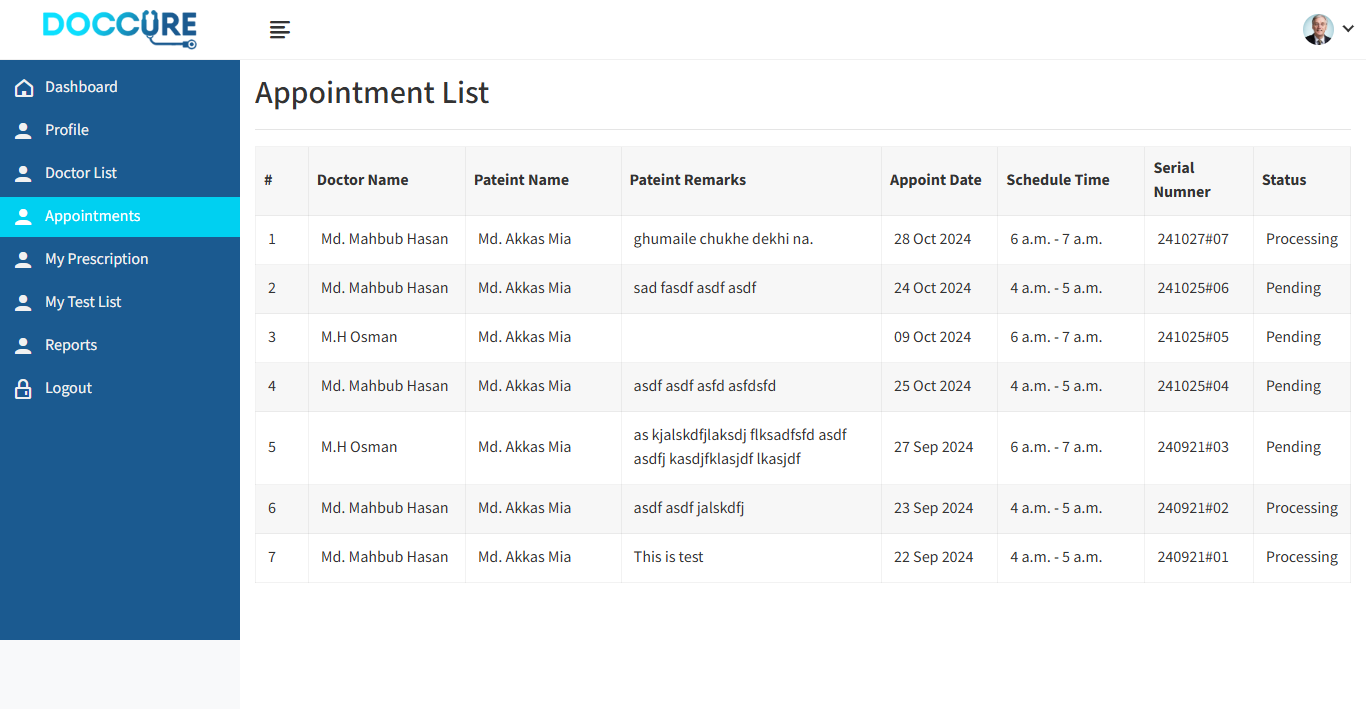 DOCCURE
Dashboard
Profile
Doctor List
Appointments
My Prescription
My Test List
Reports
Logout
Appointment List
# Doctor Name Pateint Name Pateint Remarks Appoint Date Schedule Time Serial Numner Status
1 Md. Mahbub Hasan Md. Akkas Mia ghumaile chukhe dekhi na. 28 Oct 2024 6 a.m. - 7 a.m. 241027#07 Processing
2 Md. Mahbub Hasan Md. Akkas Mia sad fasdf asdf asdf 24 Oct 2024 4 a.m. - 5 a.m. 241025#06 Pending
3 M.H Osman Md. Akkas Mia 09 Oct 2024 6 a.m. - 7 a.m. 241025#05 Pending
4 Md. Mahbub Hasan Md. Akkas Mia asdf asdf asfd asfdsfd 25 Oct 2024 4 a.m. - 5 a.m. 241025#04 Pending
5 M.H Osman Md. Akkas Mia as kjalskdfjlaksdj flksadfsfd asdf asdfj kasdjfklasjdf lkasjdf 27 Sep 2024 6 a.m. - 7 a.m. 240921#03 Pending
6 Md. Mahbub Hasan Md. Akkas Mia asdf asdf jalskdfj 23 Sep 2024 4 a.m. - 5 a.m. 240921#02 Processing
7 Md. Mahbub Hasan Md. Akkas Mia This is test 22 Sep 2024 4 a.m. - 5 a.m. 240921#01 Processing